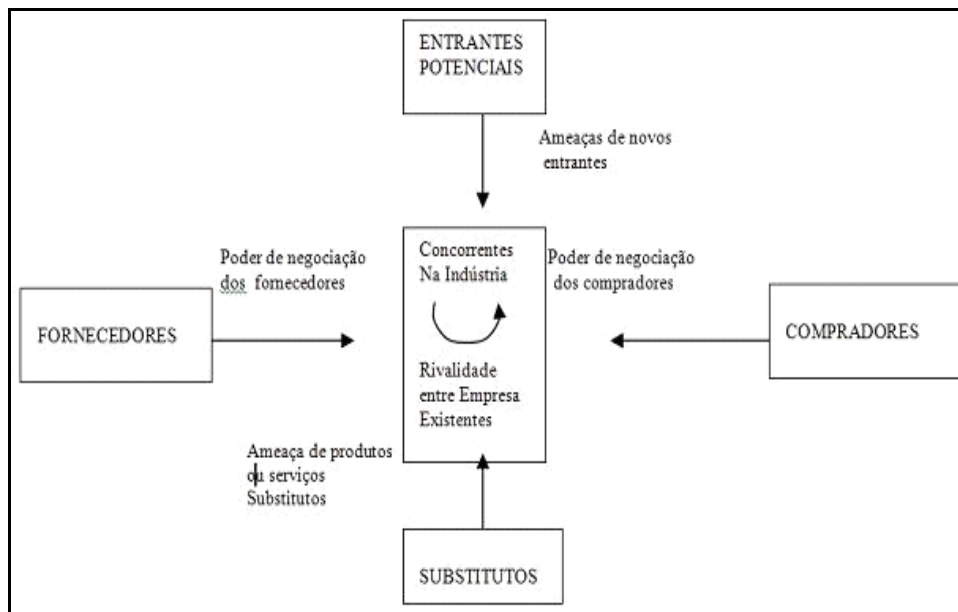 ENTRANTES
POTENCIAIS
Ameaças de novos
entrantes
Poder de negociação
dos fornecedores
Concorrentes
Na Indústria
Poder de negociação
dos compradores
FORNECEDORES
COMPRADORES
Rivalidade
entre Empresa
Existentes
Ameaça de produtos
ou serviços
Substitutos
SUBSTITUTOS